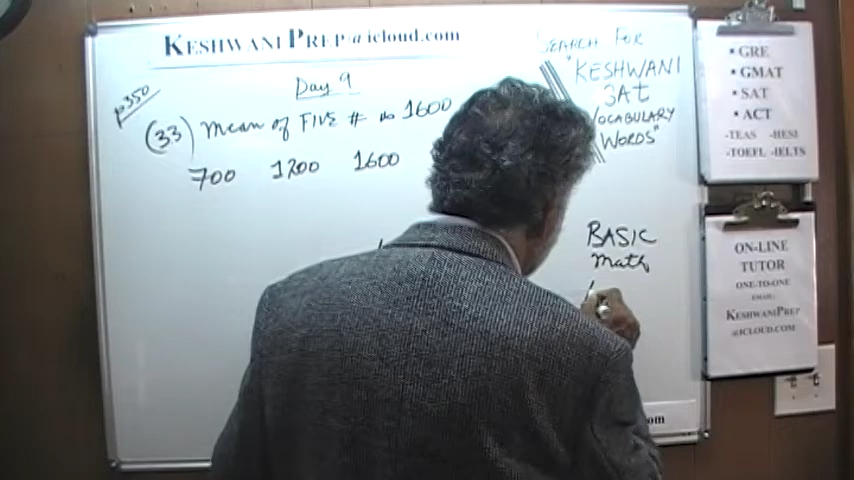 KESHWANI PREP@icloud.com
Day 9
p350
(33) Mean of FIVE # is 1600
700 1200 1600
SEARCH FOR
"KESHWANI
SAT
VOCABULARY
WORDS"
BASIC
Math
• GRE
• GMAT
• SAT
• ACT
-TEAS -HESI
-TOEFL -IELTS
ON-LINE
TUTOR
ONE-TO-ONE
EMAIL:
KESHWANIPREP
@ICLOUD.COM
om